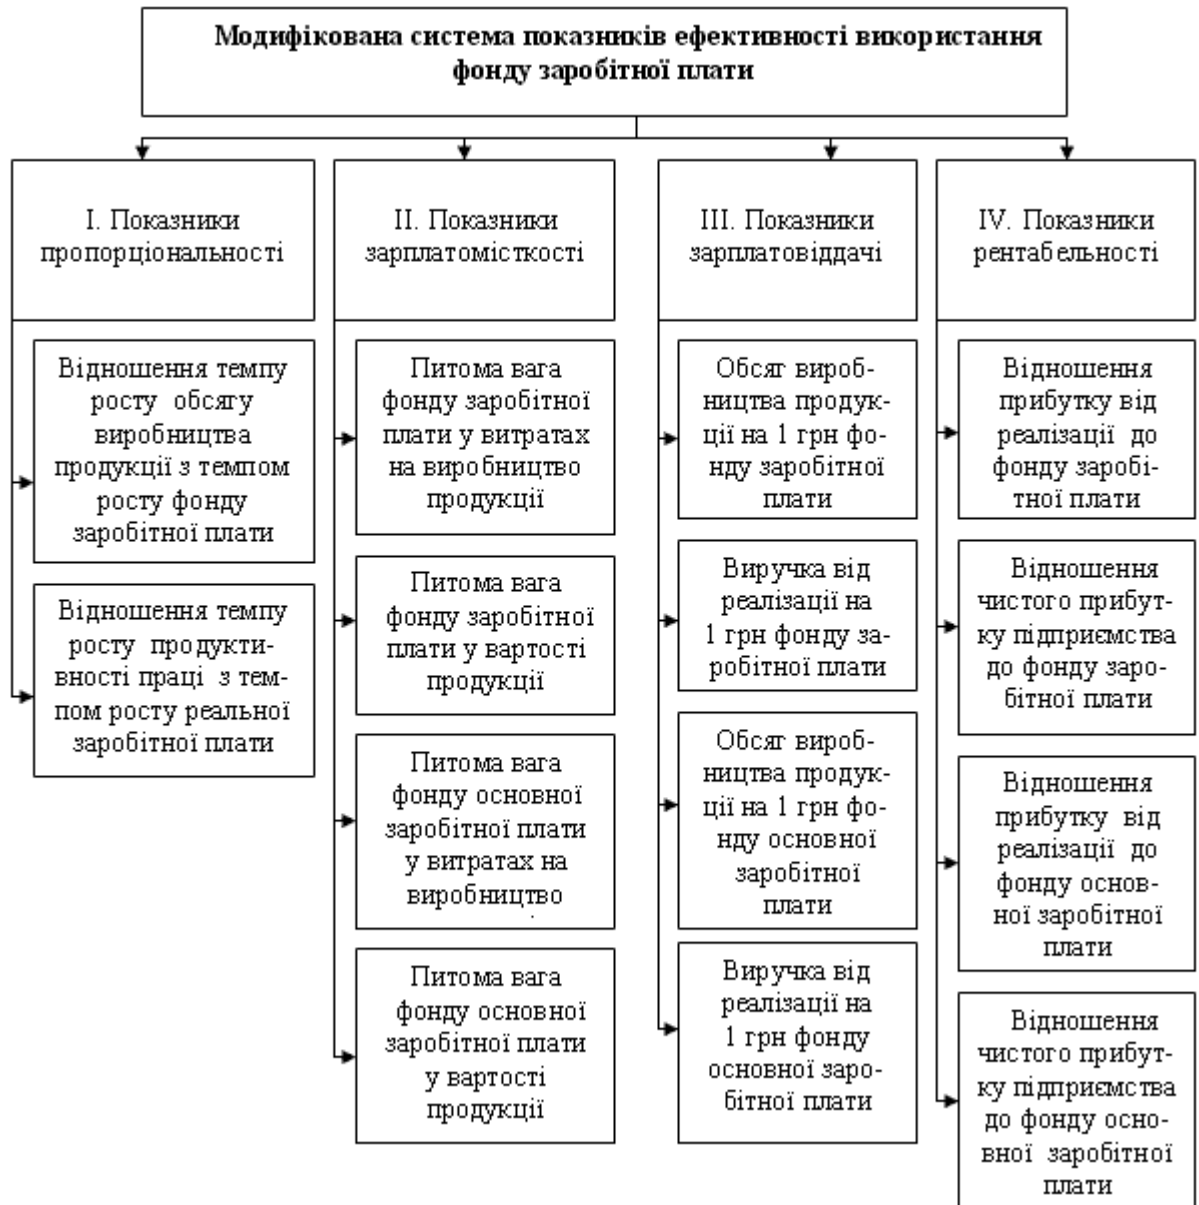 Модифікована система показників ефективності використання
фонду заробітної плати
І. Показники
пропорціональності
Відношення темпу
росту обсягу
виробництва
продукції з темпом
росту фонду
заробітної плати
Відношення темпу
росту продукти-
вності праці з тем-
пом росту реальної
заробітної плати
ІІ. Показники
зарплатомісткості
Питома вага
фонду заробітної
плати у витратах
на виробництво
продукції
Питома вага
фонду заробітної
плати у вартості
продукції
Питома вага
фонду основної
заробітної плати
у витратах на
виробництво
Питома вага
фонду основної
заробітної плати
у вартості
продукції
ІІІ. Показники
зарплатовіддачі
Обсяг вироб-
ництва продук-
ції на 1 грн фо-
нду заробітної
плати
Виручка від
реалізації на
1 грн фонду за-
робітної плати
Обсяг вироб-
ництва продук-
ції на 1 грн фо-
нду основної
заробітної
плати
Виручка від
реалізації на
1 грн фонду
основної заро-
бітної плати
IV. Показники
рентабельності
Відношення
прибутку від
реалізації до
фонду заробі-
тної плати
Відношення
чистого прибут-
ку підприємства
до фонду заро-
бітної плати
Відношення
прибутку від
реалізації до
фонду основ-
ної заробітної
плати
Відношення
чистого прибут-
ку підприємства
до фонду осно-
вної заробітної
плати